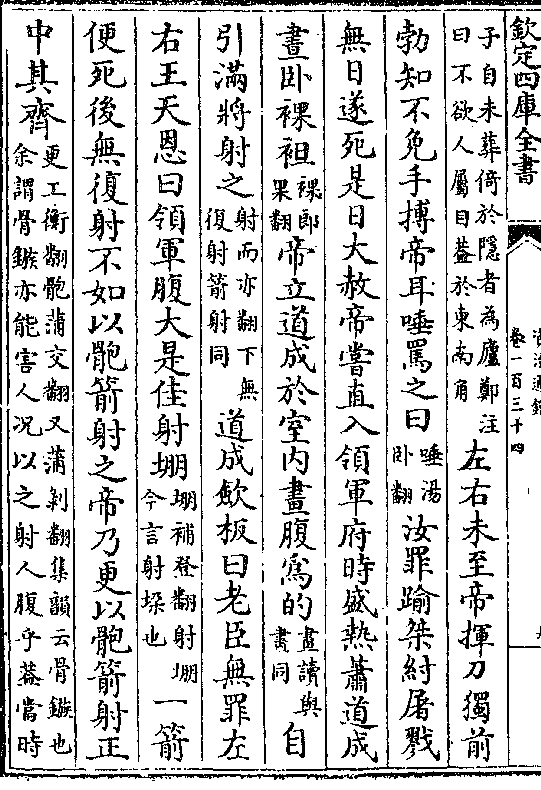 欽定四庫全書
卷一百三十四
子自未葬倚於隱者為廬鄭注
曰不欲人屬目蓋於東南角
左右未至帝揮刀獨前
勃知不免手搏帝耳唾罵之曰
唾湯
卧翻
汝罪踰桀紂屠戮
無日遂死是日大赦帝嘗直入領軍府時盛熱蕭道成
晝卧裸袒
裸郎
果翻
帝立道成於室内畫腹為的
畫讀與
畫同
自
引滿將射之
射而亦翻下無
復射箭射同
道成歛板曰老臣無罪左
右王天恩曰領軍腹大是佳射堋
堋補登翻射堋
今言射垜也
一箭
便死後無復射不如以骲箭射之帝乃更以骲箭射正
中其齊
更工衡翻骲蒲交翻又蒲剝翻集韻云骨鏃也
余謂骨鏃亦能害人况以之射人腹乎葢當時